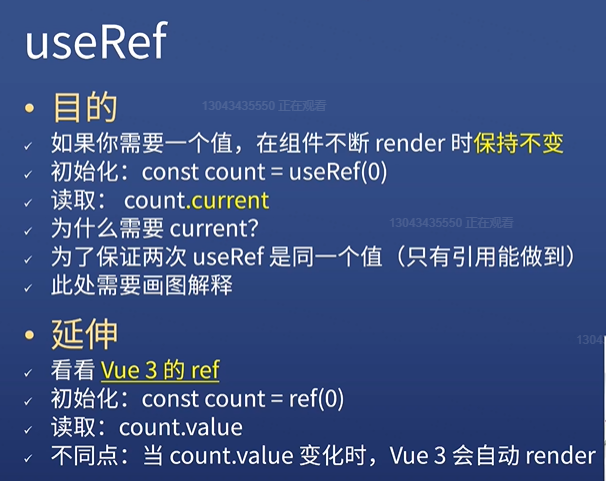 useRef
• 目的
13043435550 正在观看
✓ 如果你需要一个值，在组件不断 render 时保持不变
✓ 初始化：const count = useRef(0)
✓ 读取： count.current
✓ 为什么需要 current？
13043435550 正在观看
✓ 为了保证两次 useRef 是同一个值（只有引用能做到）
✓ 此处需要画图解释
• 延伸
1304
✓ 看看 Vue 3 的 ref
✓ 初始化：const count = ref(0)
✓ 读取：count.value
✓ 不同点：当 count.value 变化时，Vue 3 会自动 render